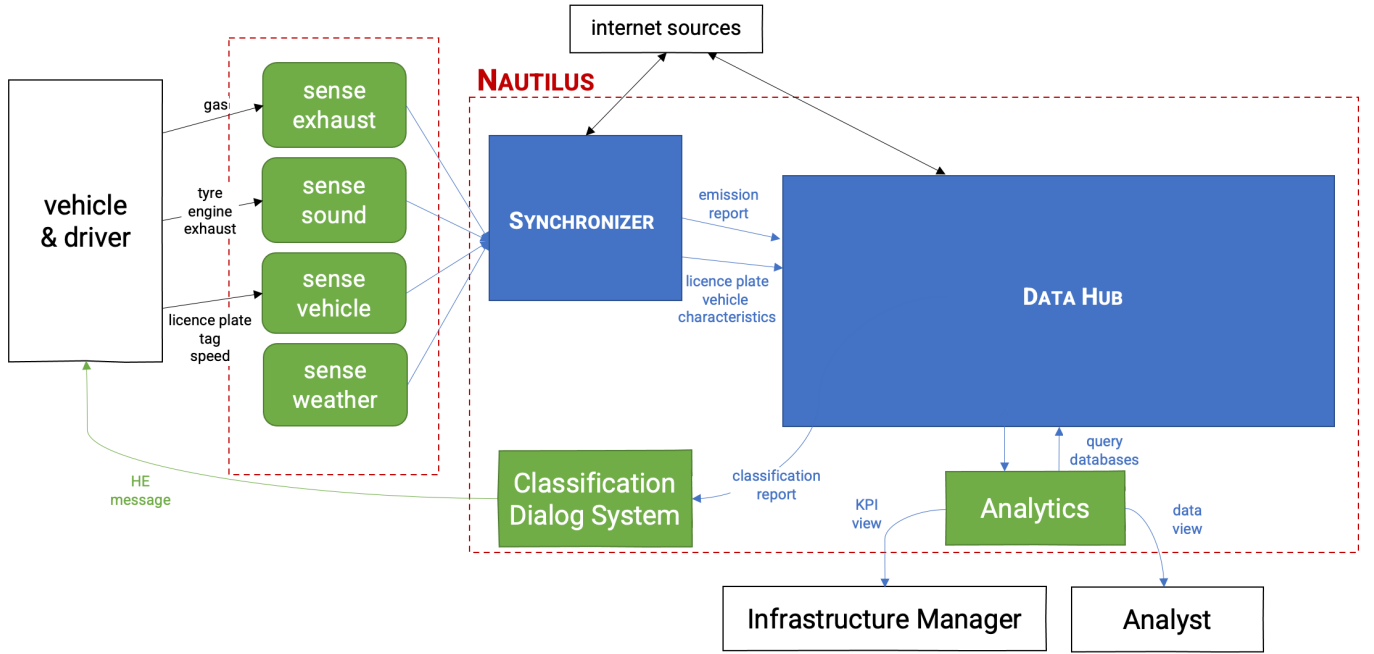 internet sources
NAUTILUS
vehicle
& driver
gas
tyre
engine
exhaust
licence plate
tag
speed
sense
exhaust
sense
sound
sense
vehicle
sense
weather
SYNCHRONIZER
emission
report
licence plate
vehicle
characteristics
DATA HUB
HE
message
Classification
Dialog System
classification
report
query
databases
Analytics
KPI
view
data
view
Infrastructure Manager
Analyst